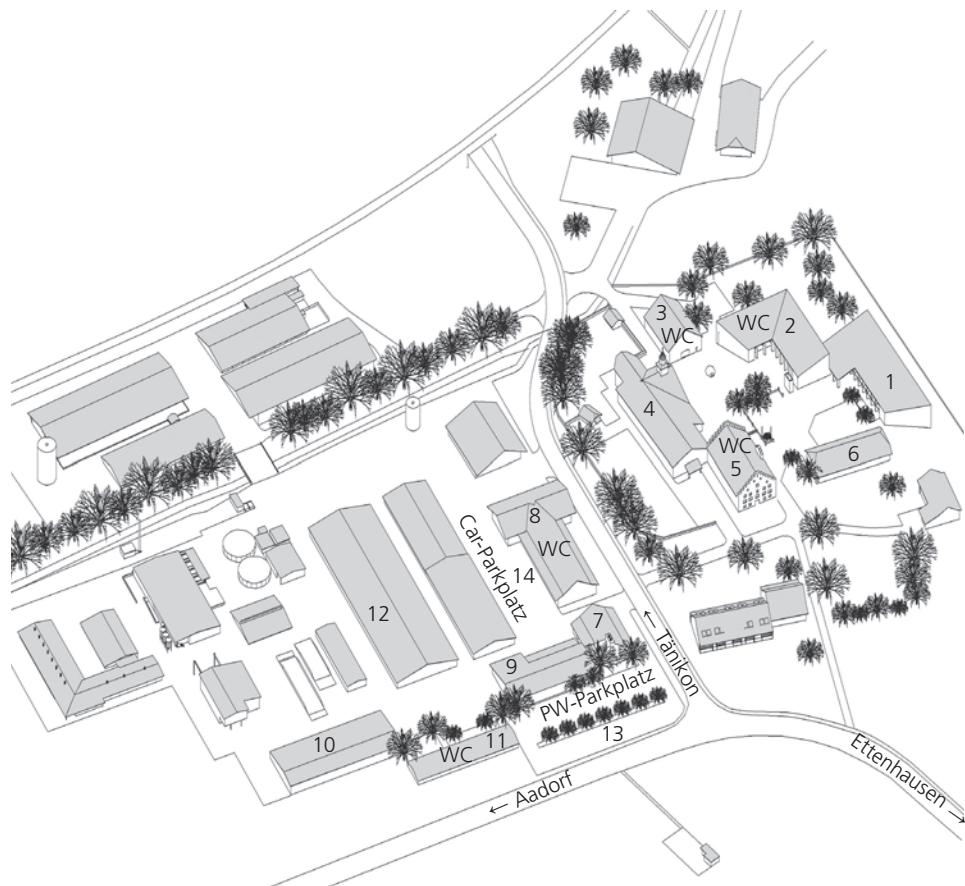 3
WC
WC
2
1
4
WC
5
6
8
WC
Car-Parkplatz
14
12
7
← Tänikon
9
PW-Parkplatz
10
WC
11
13
← Aadorf
Ettenhausen →